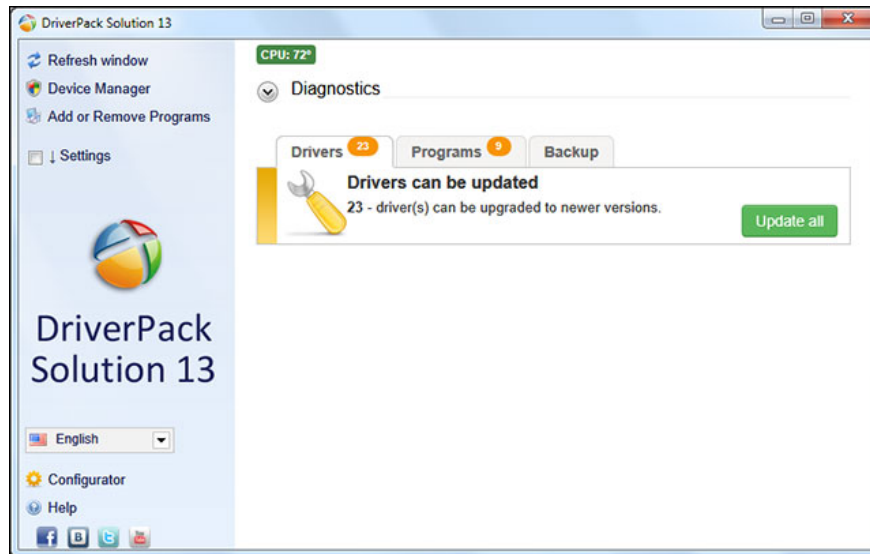 DriverPack Solution 13
Refresh window
Device Manager
Add or Remove Programs
↓ Settings
DriverPack
Solution 13
English
Configurator
Help
CPU: 72°
Diagnostics
Drivers 23 Programs 9 Backup
Drivers can be updated
23 - driver(s) can be upgraded to newer versions.
Update all